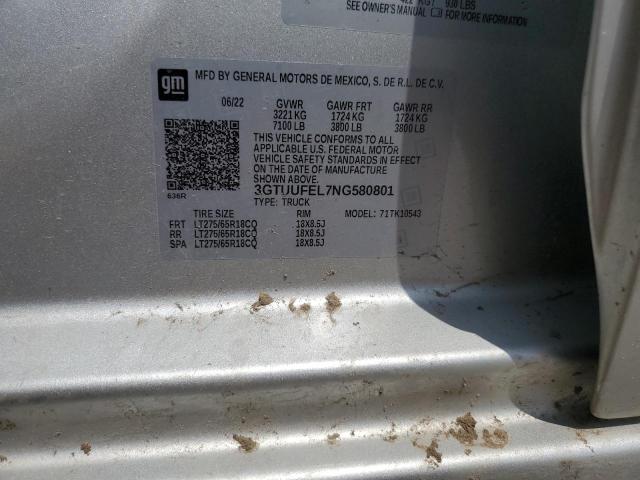 KG / 930 LBS
SEE OWNER'S MANUAL FOR MORE INFORMATION
gm
MFD BY GENERAL MOTORS DE MEXICO, S. DE R.L. DE C.V.
06/22 GVWR GAWR FRT GAWR RR
3221 KG 1724 KG 1724 KG
7100 LB 3800 LB 3800 LB
THIS VEHICLE CONFORMS TO ALL
APPLICABLE U.S. FEDERAL MOTOR
VEHICLE SAFETY STANDARDS IN EFFECT
ON THE DATE OF MANUFACTURE SHOWN ABOVE.
3GTUUFEL7NG580801
636R TYPE: TRUCK
TIRE SIZE RIM MODEL: 71TK10543
FRT LT275/65R18CQ 18X8.5J
RR LT275/65R18CQ 18X8.5J
SPA LT275/65R18CQ 18X8.5J